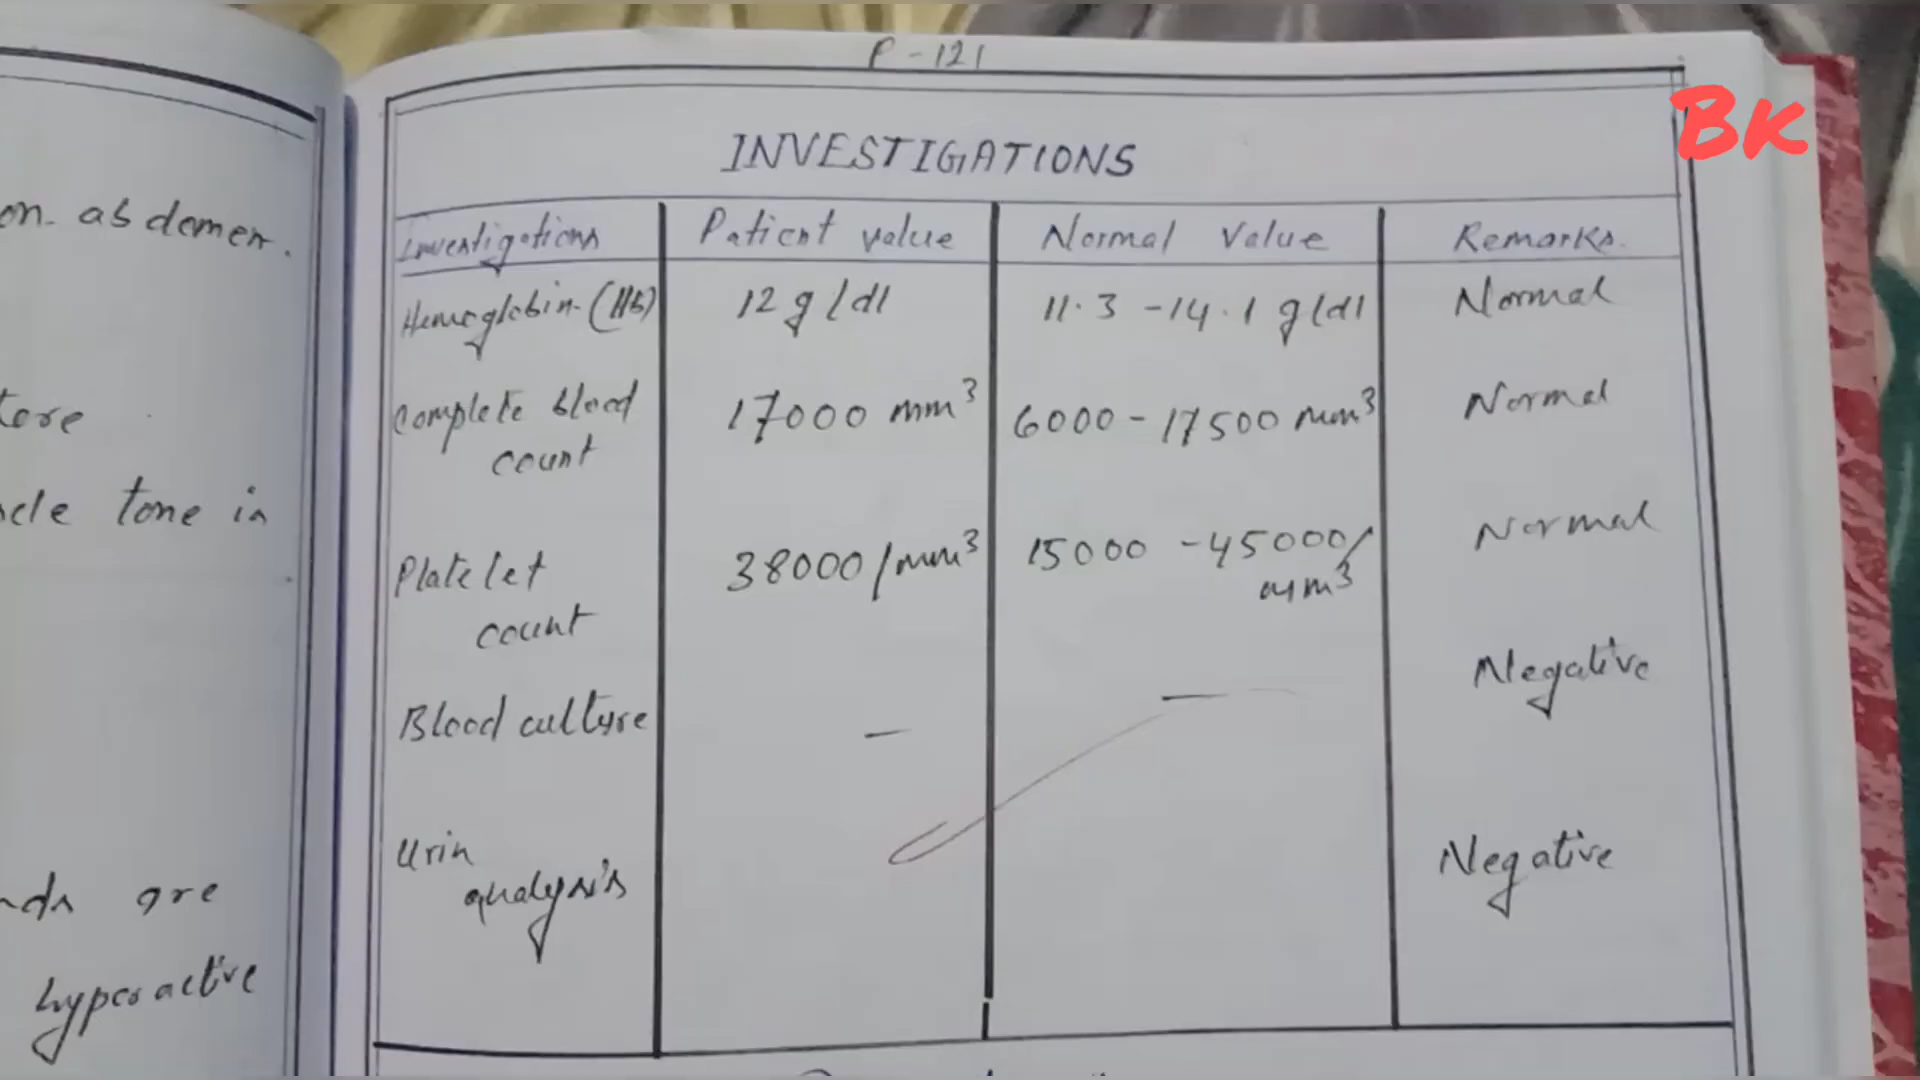 on. abdomen.
tore
cle tone in
nds are
hyperactive
P-121
BK
INVESTIGATIONS
Investigations Patient value Normal Value Remarks.
Hemoglobin (Hb) 12 g/dl 11.3 - 14.1 g/dl Normal
Complete blood count 17000 mm³ 6000 - 17500 mm³ Normal
Platelet count 38000/mm³ 15000 - 45000/mm³ Normal
Blood culture - - Negative
Urin analysis Negative